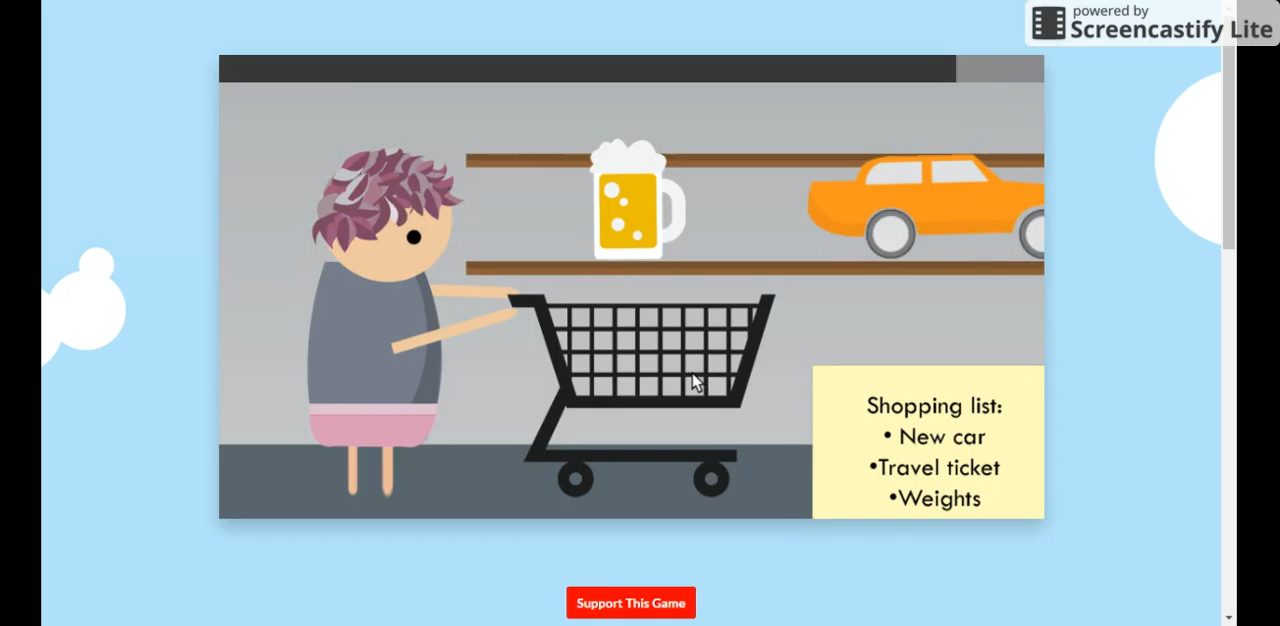 powered by
Screencastify Lite
Shopping list:
• New car
•Travel ticket
•Weights
Support This Game